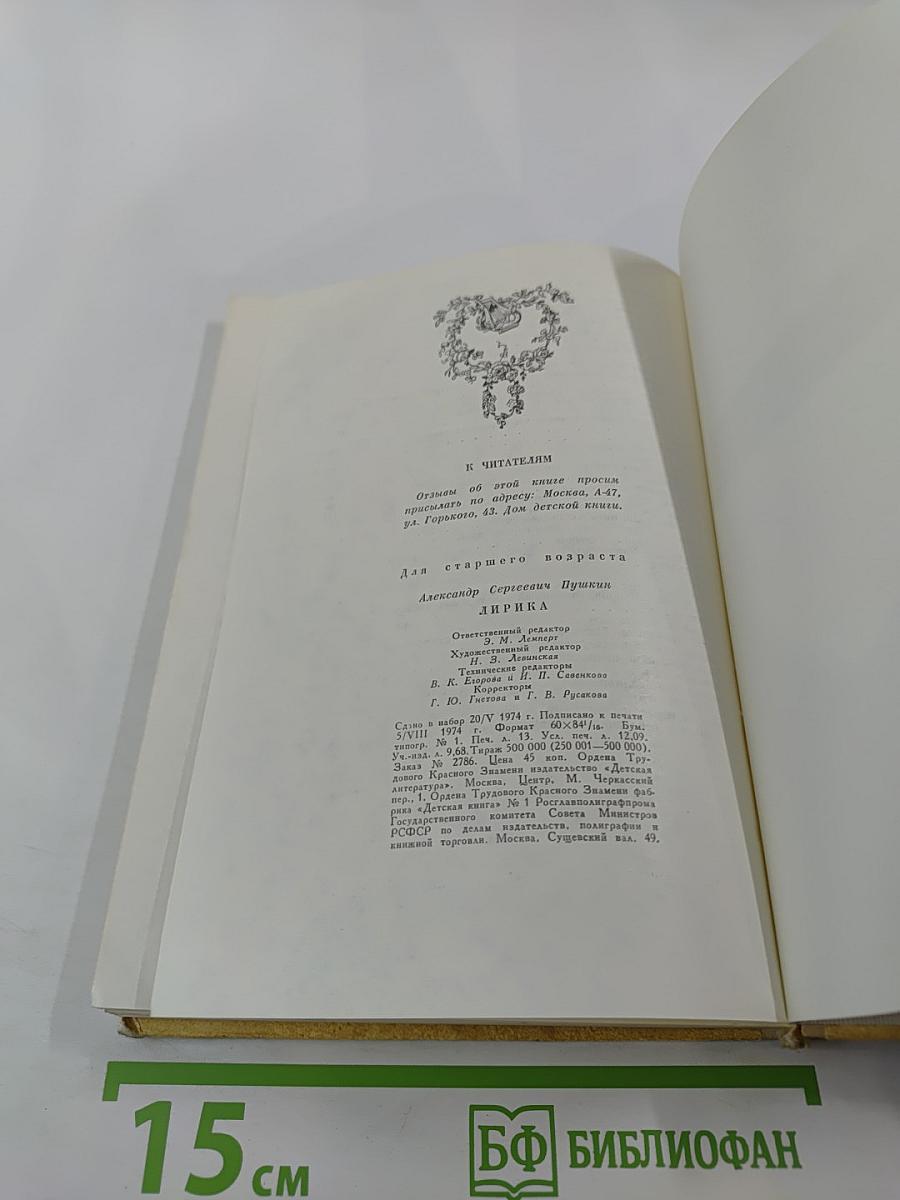 К ЧИТАТЕЛЯМ
Отзывы об этой книге просим
присылать по адресу: Москва, А-47,
ул. Горького, 43. Дом детской книги.
Для старшего возраста
Александр Сергеевич Пушкин
ЛИРИКА
Ответственный редактор
Э. М. Лемперт
Художественный редактор
Н. З. Левинская
Технические редакторы
В. К. Егорова и И. П. Савенкова
Корректоры
Г. Ю. Гнетова и Г. В. Русакова
Сдано в набор 20/V 1974 г. Подписано к печати
5/VIII 1974 г. Формат 60×84¹/₁₆. Бум.
типогр. № 1. Печ. л. 13. Усл. печ. л. 12,09.
Уч.-изд. л. 9,68. Тираж 500 000 (250 001—500 000).
Заказ № 2786. Цена 45 коп. Ордена Тру-
дового Красного Знамени издательство «Детская
литература». Москва, Центр, М. Черкасский
пер., 1. Ордена Трудового Красного Знамени фаб-
рика «Детская книга» № 1 Росглавполиграфпрома
Государственного комитета Совета Министров
РСФСР по делам издательств, полиграфии и
книжной торговли. Москва, Сущевский вал, 49.
15 см
БФ БИБЛИОФАН